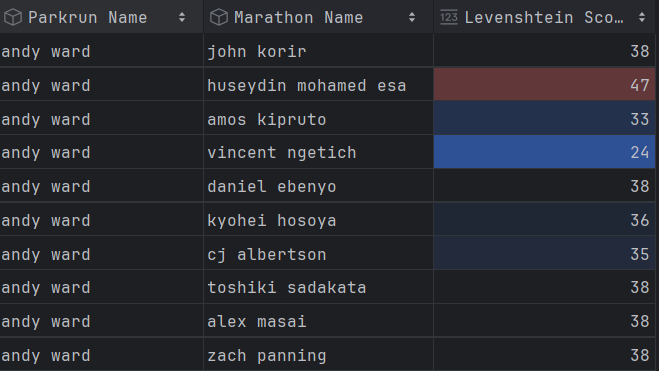 Parkrun Name Marathon Name 123 Levenshtein Sco…
andy ward john korir 38
andy ward huseydin mohamed esa 47
andy ward amos kipruto 33
andy ward vincent ngetich 24
andy ward daniel ebenyo 38
andy ward kyohei hosoya 36
andy ward cj albertson 35
andy ward toshiki sadakata 38
andy ward alex masai 38
andy ward zach panning 38